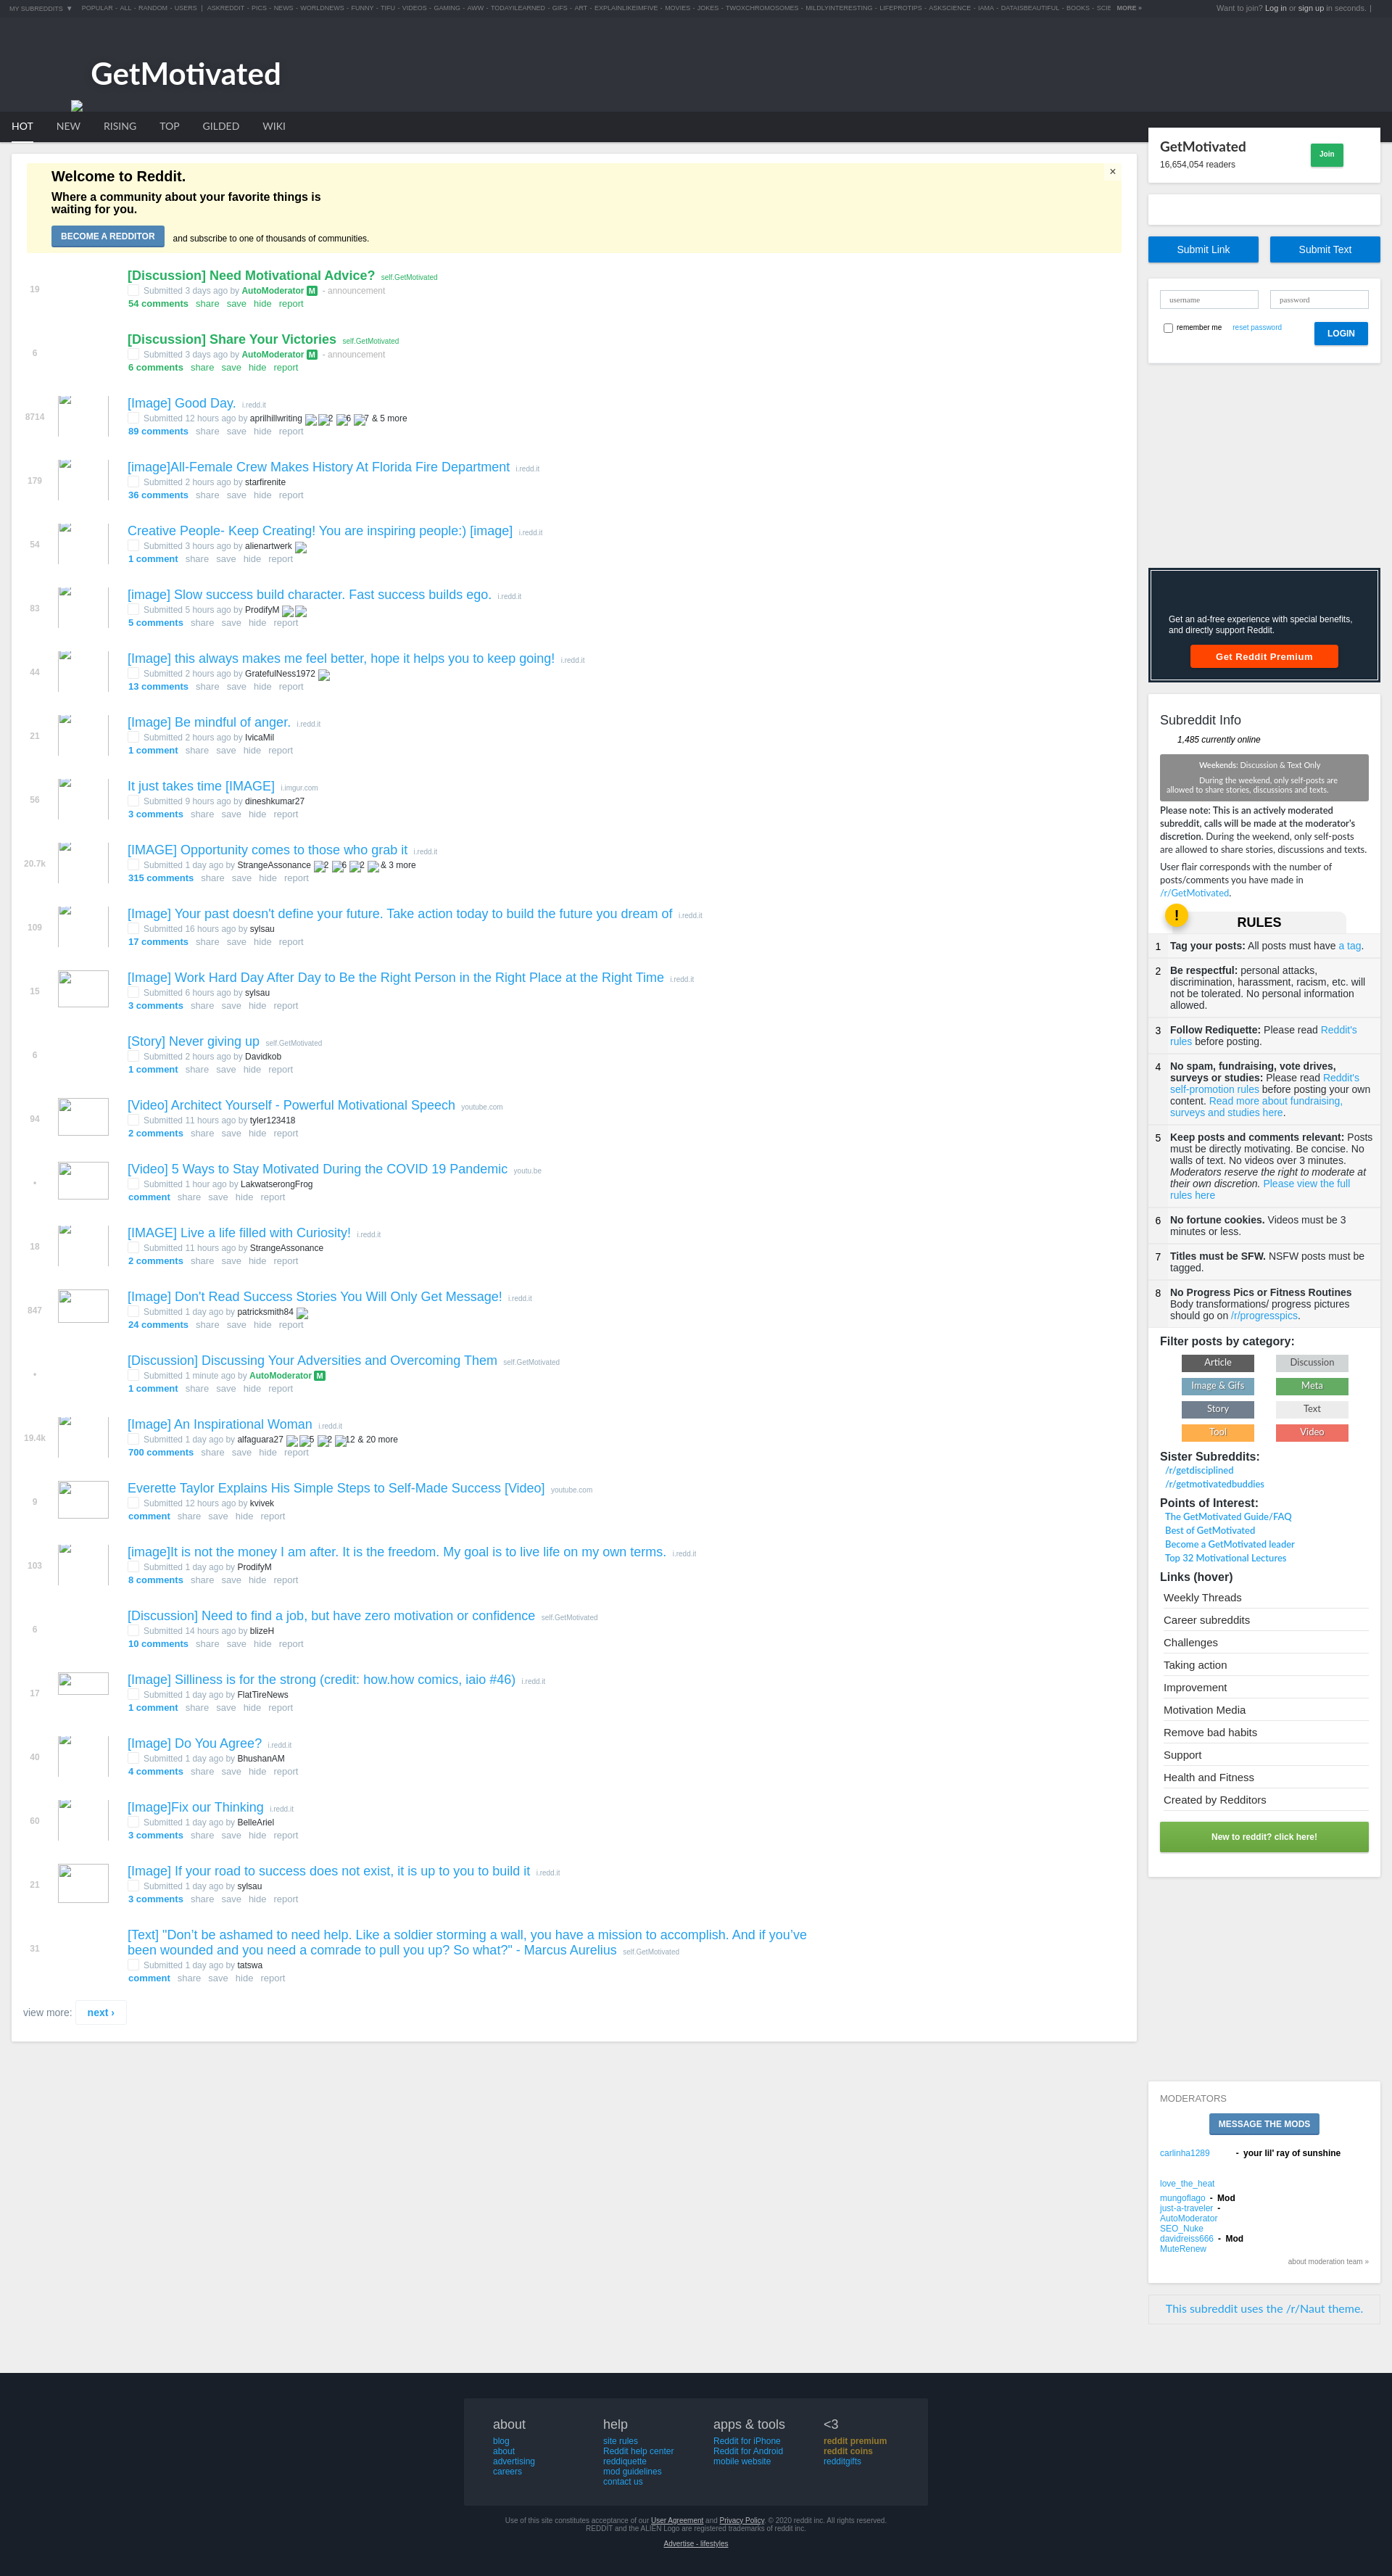 MY SUBREDDITS ▼ POPULAR - ALL - RANDOM - USERS | ASKREDDIT - PICS - NEWS - WORLDNEWS - FUNNY - TIFU - VIDEOS - GAMING - AWW - TODAYILEARNED - GIFS - ART - EXPLAINLIKEIMFIVE - MOVIES - JOKES - TWOXCHROMOSOMES - MILDLYINTERESTING - LIFEPROTIPS - ASKSCIENCE - IAMA - DATAISBEAUTIFUL - BOOKS - SCIE MORE »
Want to join? Log in or sign up in seconds. |
GetMotivated
HOT NEW RISING TOP GILDED WIKI
Welcome to Reddit.
Where a community about your favorite things is
waiting for you.
BECOME A REDDITOR and subscribe to one of thousands of communities.
×
19
[Discussion] Need Motivational Advice? self.GetMotivated
Submitted 3 days ago by AutoModerator M - announcement
54 comments share save hide report
6
[Discussion] Share Your Victories self.GetMotivated
Submitted 3 days ago by AutoModerator M - announcement
6 comments share save hide report
8714
[Image] Good Day. i.redd.it
Submitted 12 hours ago by aprilhillwriting 2 6 7 & 5 more
89 comments share save hide report
179
[image]All-Female Crew Makes History At Florida Fire Department i.redd.it
Submitted 2 hours ago by starfirenite
36 comments share save hide report
54
Creative People- Keep Creating! You are inspiring people:) [image] i.redd.it
Submitted 3 hours ago by alienartwerk
1 comment share save hide report
83
[image] Slow success build character. Fast success builds ego. i.redd.it
Submitted 5 hours ago by ProdifyM
5 comments share save hide report
44
[Image] this always makes me feel better, hope it helps you to keep going! i.redd.it
Submitted 2 hours ago by GratefulNess1972
13 comments share save hide report
21
[Image] Be mindful of anger. i.redd.it
Submitted 2 hours ago by IvicaMil
1 comment share save hide report
56
It just takes time [IMAGE] i.imgur.com
Submitted 9 hours ago by dineshkumar27
3 comments share save hide report
20.7k
[IMAGE] Opportunity comes to those who grab it i.redd.it
Submitted 1 day ago by StrangeAssonance 2 6 2 & 3 more
315 comments share save hide report
109
[Image] Your past doesn't define your future. Take action today to build the future you dream of i.redd.it
Submitted 16 hours ago by sylsau
17 comments share save hide report
15
[Image] Work Hard Day After Day to Be the Right Person in the Right Place at the Right Time i.redd.it
Submitted 6 hours ago by sylsau
3 comments share save hide report
6
[Story] Never giving up self.GetMotivated
Submitted 2 hours ago by Davidkob
1 comment share save hide report
94
[Video] Architect Yourself - Powerful Motivational Speech youtube.com
Submitted 11 hours ago by tyler123418
2 comments share save hide report
•
[Video] 5 Ways to Stay Motivated During the COVID 19 Pandemic youtu.be
Submitted 1 hour ago by LakwatserongFrog
comment share save hide report
18
[IMAGE] Live a life filled with Curiosity! i.redd.it
Submitted 11 hours ago by StrangeAssonance
2 comments share save hide report
847
[Image] Don't Read Success Stories You Will Only Get Message! i.redd.it
Submitted 1 day ago by patricksmith84
24 comments share save hide report
•
[Discussion] Discussing Your Adversities and Overcoming Them self.GetMotivated
Submitted 1 minute ago by AutoModerator M
1 comment share save hide report
19.4k
[Image] An Inspirational Woman i.redd.it
Submitted 1 day ago by alfaguara27 5 2 12 & 20 more
700 comments share save hide report
9
Everette Taylor Explains His Simple Steps to Self-Made Success [Video] youtube.com
Submitted 12 hours ago by kvivek
comment share save hide report
103
[image]It is not the money I am after. It is the freedom. My goal is to live life on my own terms. i.redd.it
Submitted 1 day ago by ProdifyM
8 comments share save hide report
6
[Discussion] Need to find a job, but have zero motivation or confidence self.GetMotivated
Submitted 14 hours ago by blizeH
10 comments share save hide report
17
[Image] Silliness is for the strong (credit: how.how comics, iaio #46) i.redd.it
Submitted 1 day ago by FlatTireNews
1 comment share save hide report
40
[Image] Do You Agree? i.redd.it
Submitted 1 day ago by BhushanAM
4 comments share save hide report
60
[Image]Fix our Thinking i.redd.it
Submitted 1 day ago by BelleAriel
3 comments share save hide report
21
[Image] If your road to success does not exist, it is up to you to build it i.redd.it
Submitted 1 day ago by sylsau
3 comments share save hide report
31
[Text] "Don't be ashamed to need help. Like a soldier storming a wall, you have a mission to accomplish. And if you've
been wounded and you need a comrade to pull you up? So what?" - Marcus Aurelius self.GetMotivated
Submitted 1 day ago by tatswa
comment share save hide report
view more: next ›
GetMotivated
16,654,054 readers
Join
Submit Link Submit Text
username password
remember me reset password LOGIN
Get an ad-free experience with special benefits,
and directly support Reddit.
Get Reddit Premium
Subreddit Info
1,485 currently online
Weekends: Discussion & Text Only
During the weekend, only self-posts are
allowed to share stories, discussions and texts.
Please note: This is an actively moderated
subreddit, calls will be made at the moderator's
discretion. During the weekend, only self-posts
are allowed to share stories, discussions and texts.
User flair corresponds with the number of
posts/comments you have made in
/r/GetMotivated.
! RULES
1 Tag your posts: All posts must have a tag.
2 Be respectful: personal attacks,
discrimination, harassment, racism, etc. will
not be tolerated. No personal information
allowed.
3 Follow Rediquette: Please read Reddit's
rules before posting.
4 No spam, fundraising, vote drives,
surveys or studies: Please read Reddit's
self-promotion rules before posting your own
content. Read more about fundraising,
surveys and studies here.
5 Keep posts and comments relevant: Posts
must be directly motivating. Be concise. No
walls of text. No videos over 3 minutes.
Moderators reserve the right to moderate at
their own discretion. Please view the full
rules here
6 No fortune cookies. Videos must be 3
minutes or less.
7 Titles must be SFW. NSFW posts must be
tagged.
8 No Progress Pics or Fitness Routines
Body transformations/ progress pictures
should go on /r/progresspics.
Filter posts by category:
Article Discussion
Image & Gifs Meta
Story Text
Tool Video
Sister Subreddits:
/r/getdisciplined
/r/getmotivatedbuddies
Points of Interest:
The GetMotivated Guide/FAQ
Best of GetMotivated
Become a GetMotivated leader
Top 32 Motivational Lectures
Links (hover)
Weekly Threads
Career subreddits
Challenges
Taking action
Improvement
Motivation Media
Remove bad habits
Support
Health and Fitness
Created by Redditors
New to reddit? click here!
MODERATORS
MESSAGE THE MODS
carlinha1289 - your lil' ray of sunshine
love_the_heat
mungoflago - Mod
just-a-traveler -
AutoModerator
SEO_Nuke
davidreiss666 - Mod
MuteRenew
about moderation team »
This subreddit uses the /r/Naut theme.
about help apps & tools <3
blog site rules Reddit for iPhone reddit premium
about Reddit help center Reddit for Android reddit coins
advertising reddiquette mobile website redditgifts
careers mod guidelines
contact us
Use of this site constitutes acceptance of our User Agreement and Privacy Policy. © 2020 reddit inc. All rights reserved.
REDDIT and the ALIEN Logo are registered trademarks of reddit inc.
Advertise - lifestyles